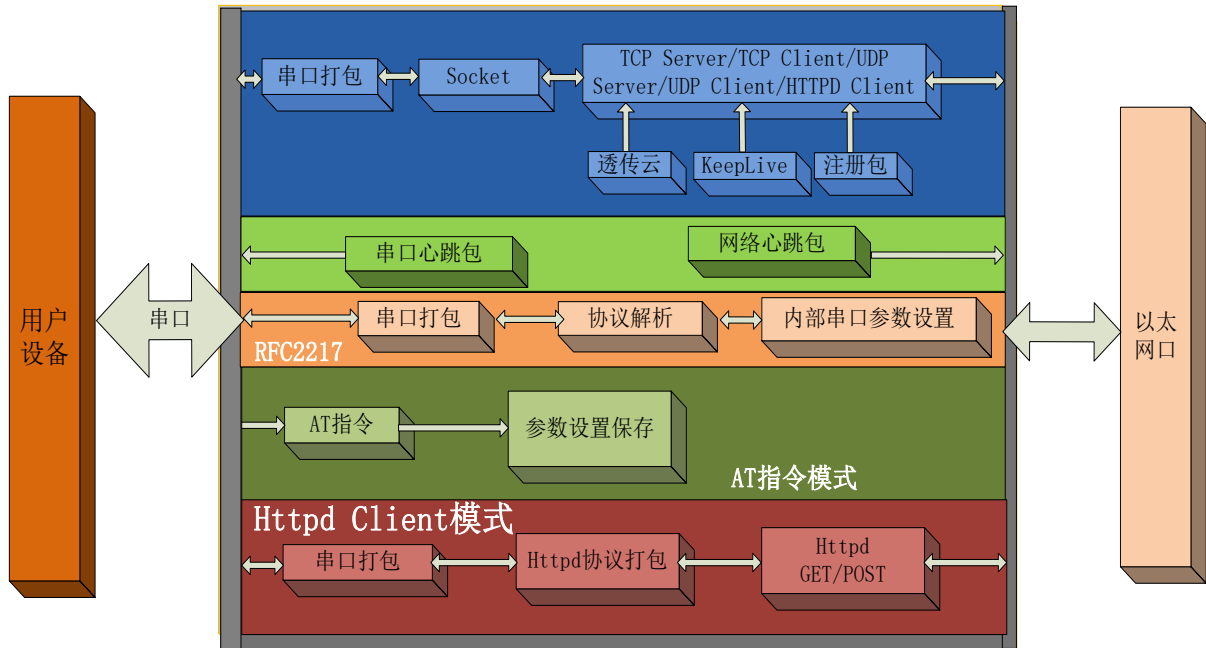 串口打包
Socket
TCP Server/TCP Client/UDP
Server/UDP Client/HTTPD Client
透传云
KeepLive
注册包
串口心跳包
网络心跳包
用户
设备
串口
串口打包
协议解析
内部串口参数设置
RFC2217
以太
网口
AT指令
参数设置保存
AT指令模式
Httpd Client模式
串口打包
Httpd协议打包
Httpd
GET/POST